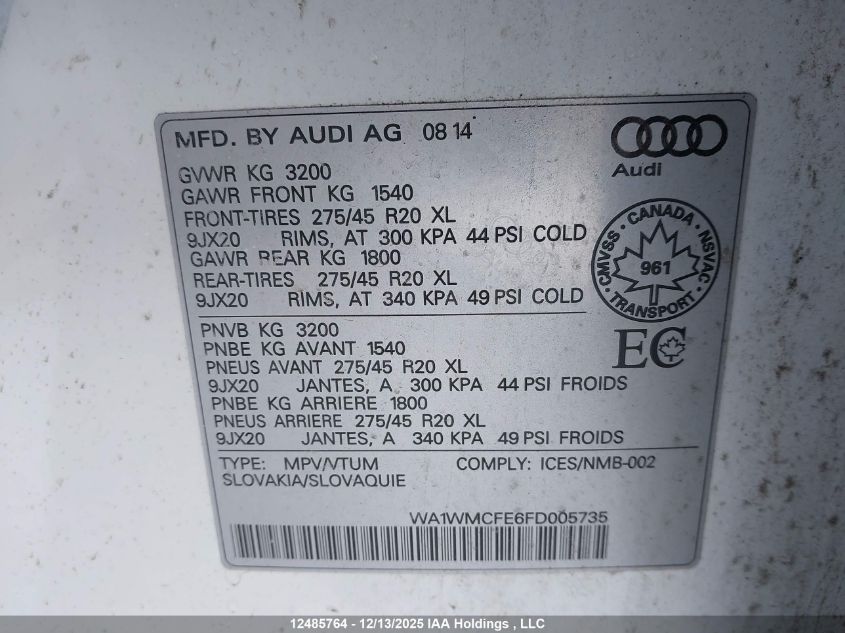 MFD. BY AUDI AG 08 14
Audi
GVWR KG 3200
GAWR FRONT KG 1540
FRONT-TIRES 275/45 R20 XL
9JX20 RIMS, AT 300 KPA 44 PSI COLD
GAWR REAR KG 1800
REAR-TIRES 275/45 R20 XL
9JX20 RIMS, AT 340 KPA 49 PSI COLD
CMVSS • CANADA • NSVAC
961
• TRANSPORT •
PNVB KG 3200
PNBE KG AVANT 1540
PNEUS AVANT 275/45 R20 XL
9JX20 JANTES, A 300 KPA 44 PSI FROIDS
PNBE KG ARRIERE 1800
PNEUS ARRIERE 275/45 R20 XL
9JX20 JANTES, A 340 KPA 49 PSI FROIDS
EC
TYPE: MPV/VTUM COMPLY: ICES/NMB-002
SLOVAKIA/SLOVAQUIE
WA1WMCFE6FD005735
12485764 - 12/13/2025 IAA Holdings , LLC